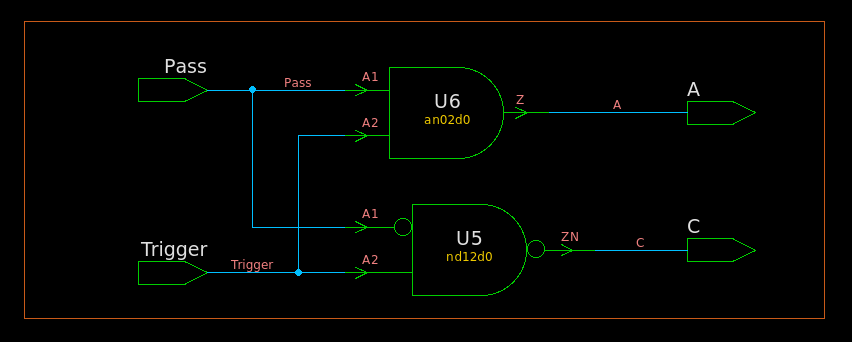 Pass
Pass
A1
A2
U6
an02d0
Z
A
A
Trigger
Trigger
A1
A2
U5
nd12d0
ZN
C
C